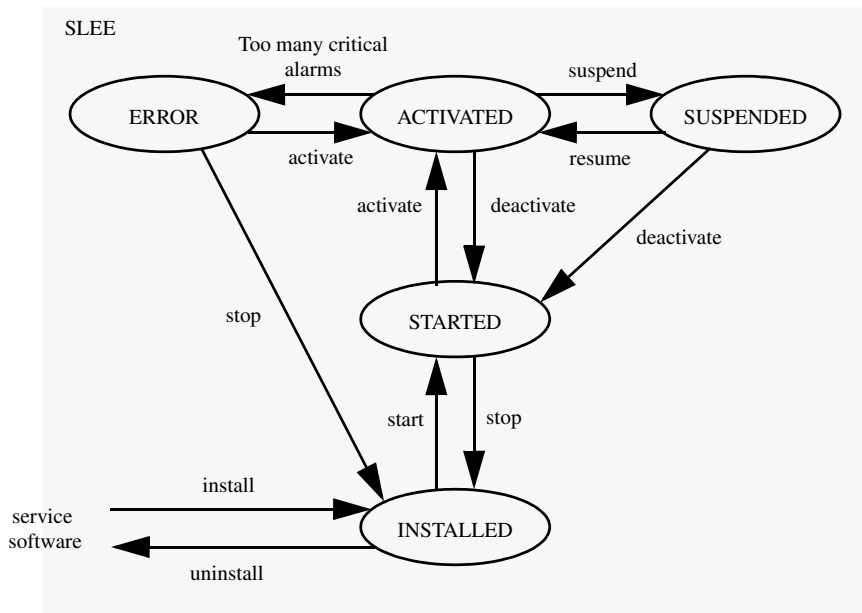 SLEE
Too many critical
alarms
suspend
ERROR
ACTIVATED
SUSPENDED
activate
resume
activate
deactivate
deactivate
stop
STARTED
start
stop
install
service
software
INSTALLED
uninstall